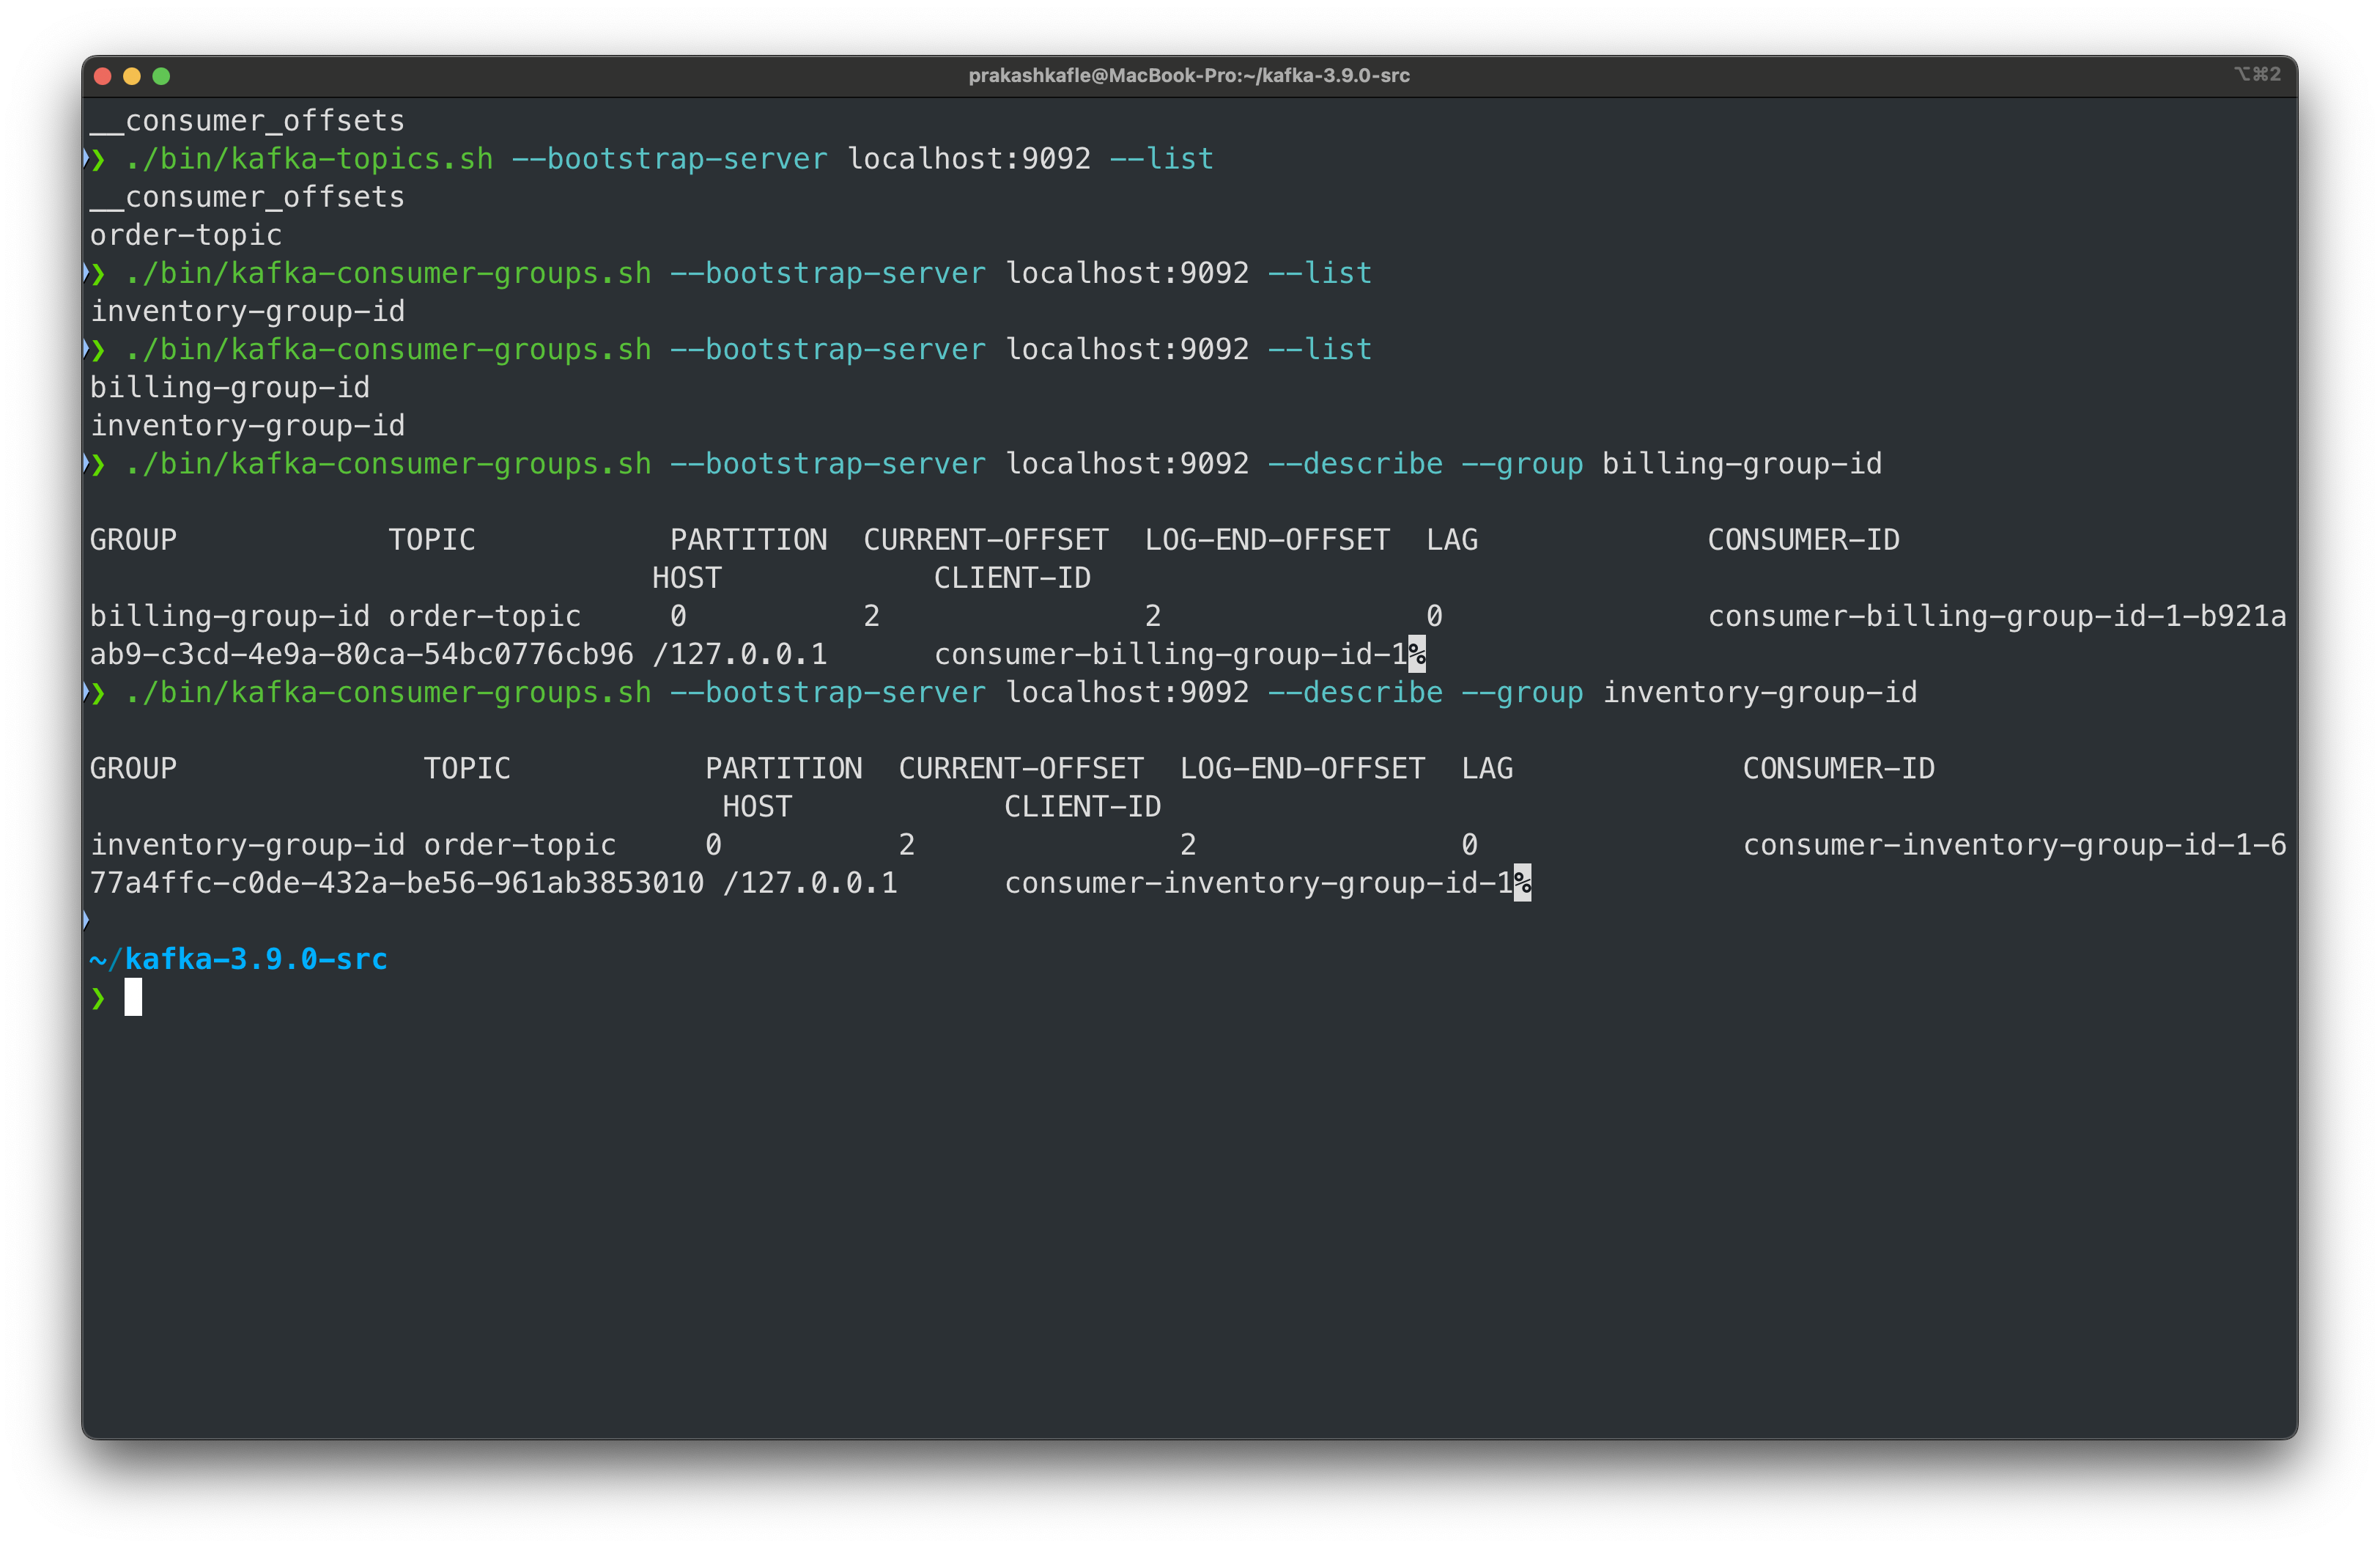 prakashkafle@MacBook-Pro:~/kafka-3.9.0-src
⌥⌘2
__consumer_offsets
❯ ./bin/kafka-topics.sh --bootstrap-server localhost:9092 --list
__consumer_offsets
order-topic
❯ ./bin/kafka-consumer-groups.sh --bootstrap-server localhost:9092 --list
inventory-group-id
❯ ./bin/kafka-consumer-groups.sh --bootstrap-server localhost:9092 --list
billing-group-id
inventory-group-id
❯ ./bin/kafka-consumer-groups.sh --bootstrap-server localhost:9092 --describe --group billing-group-id
GROUP TOPIC PARTITION CURRENT-OFFSET LOG-END-OFFSET LAG CONSUMER-ID
HOST CLIENT-ID
billing-group-id order-topic 0 2 2 0 consumer-billing-group-id-1-b921a
ab9-c3cd-4e9a-80ca-54bc0776cb96 /127.0.0.1 consumer-billing-group-id-1%
❯ ./bin/kafka-consumer-groups.sh --bootstrap-server localhost:9092 --describe --group inventory-group-id
GROUP TOPIC PARTITION CURRENT-OFFSET LOG-END-OFFSET LAG CONSUMER-ID
HOST CLIENT-ID
inventory-group-id order-topic 0 2 2 0 consumer-inventory-group-id-1-6
77a4ffc-c0de-432a-be56-961ab3853010 /127.0.0.1 consumer-inventory-group-id-1%
~/kafka-3.9.0-src
❯